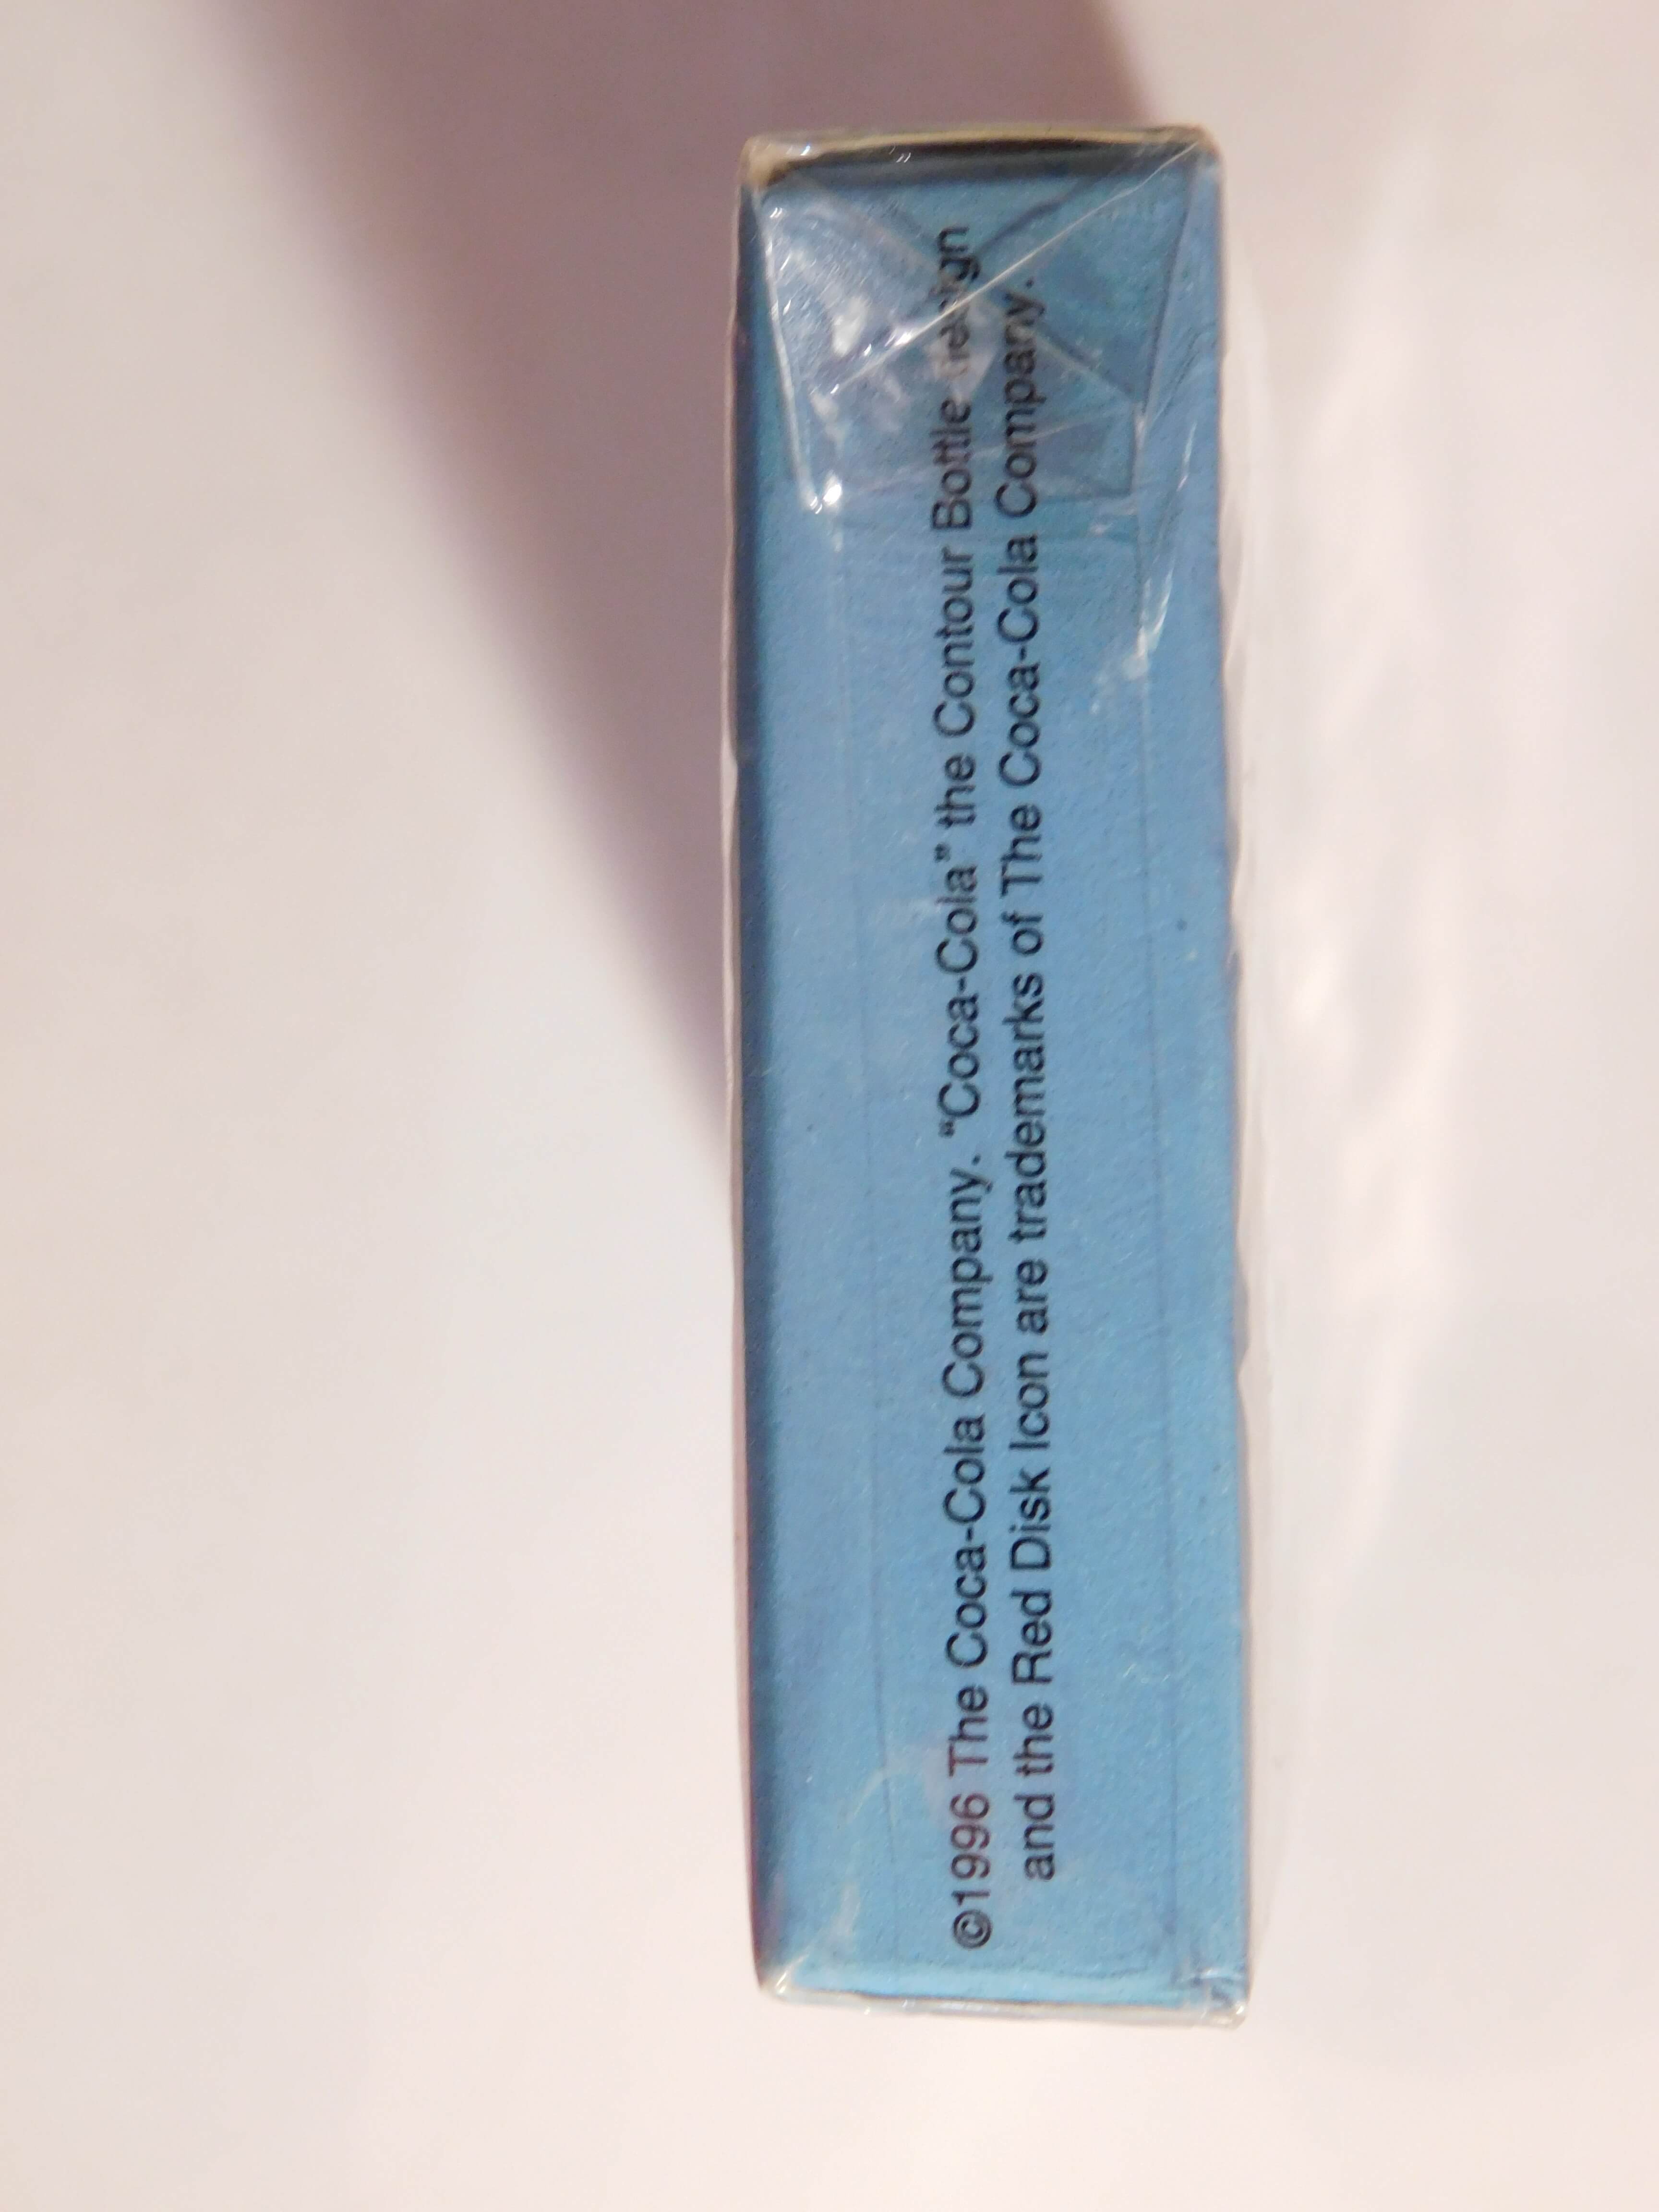 ©1996 The Coca-Cola Company. “Coca-Cola” the Contour Bottle design
and the Red Disk Icon are trademarks of The Coca-Cola Company.